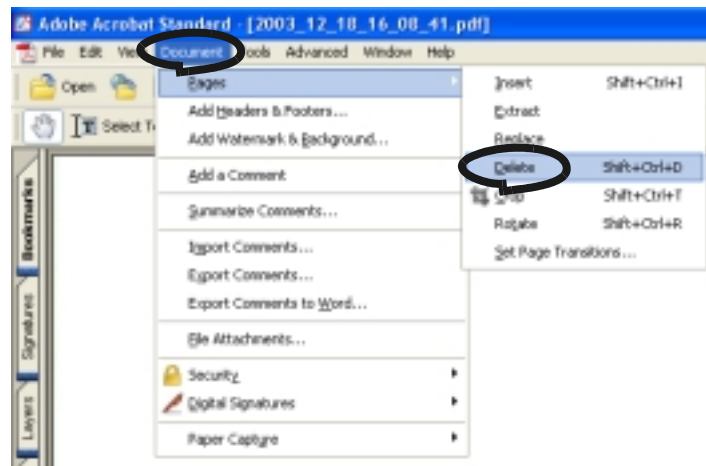 Adobe Acrobat Standard - [2003_12_18_16_08_41.pdf]
File Edit View Document Tools Advanced Window Help
Open
Select T
Pages
Add Headers & Footers...
Add Watermark & Background...
Add a Comment
Summarize Comments...
Import Comments...
Export Comments...
Export Comments to Word...
File Attachments...
Security
Digital Signatures
Paper Capture
Insert Shift+Ctrl+I
Extract
Replace
Delete Shift+Ctrl+D
Crop Shift+Ctrl+T
Rotate Shift+Ctrl+R
Set Page Transitions...
Bookmarks
Signatures
Layers